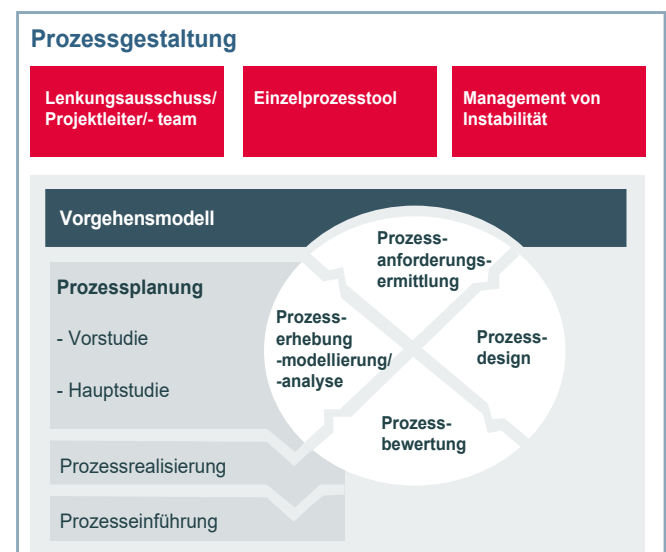 Prozessgestaltung
Lenkungsausschuss/
Projektleiter/- team
Einzelprozesstool
Management von
Instabilität
Vorgehensmodell
Prozess-
anforderungs-
ermittlung
Prozessplanung
- Vorstudie
- Hauptstudie
Prozess-
erhebung
-modellierung/
-analyse
Prozess-
design
Prozess-
bewertung
Prozessrealisierung
Prozesseinführung